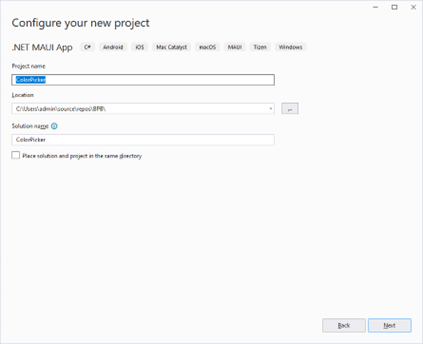 Configure your new project
.NET MAUI App C# Android iOS Mac Catalyst macOS MAUI Tizen Windows
Project name
ColorPicker
Location
C:\Users\admin\source\repos\BPB\
...
Solution name
ColorPicker
Place solution and project in the same directory
Back Next